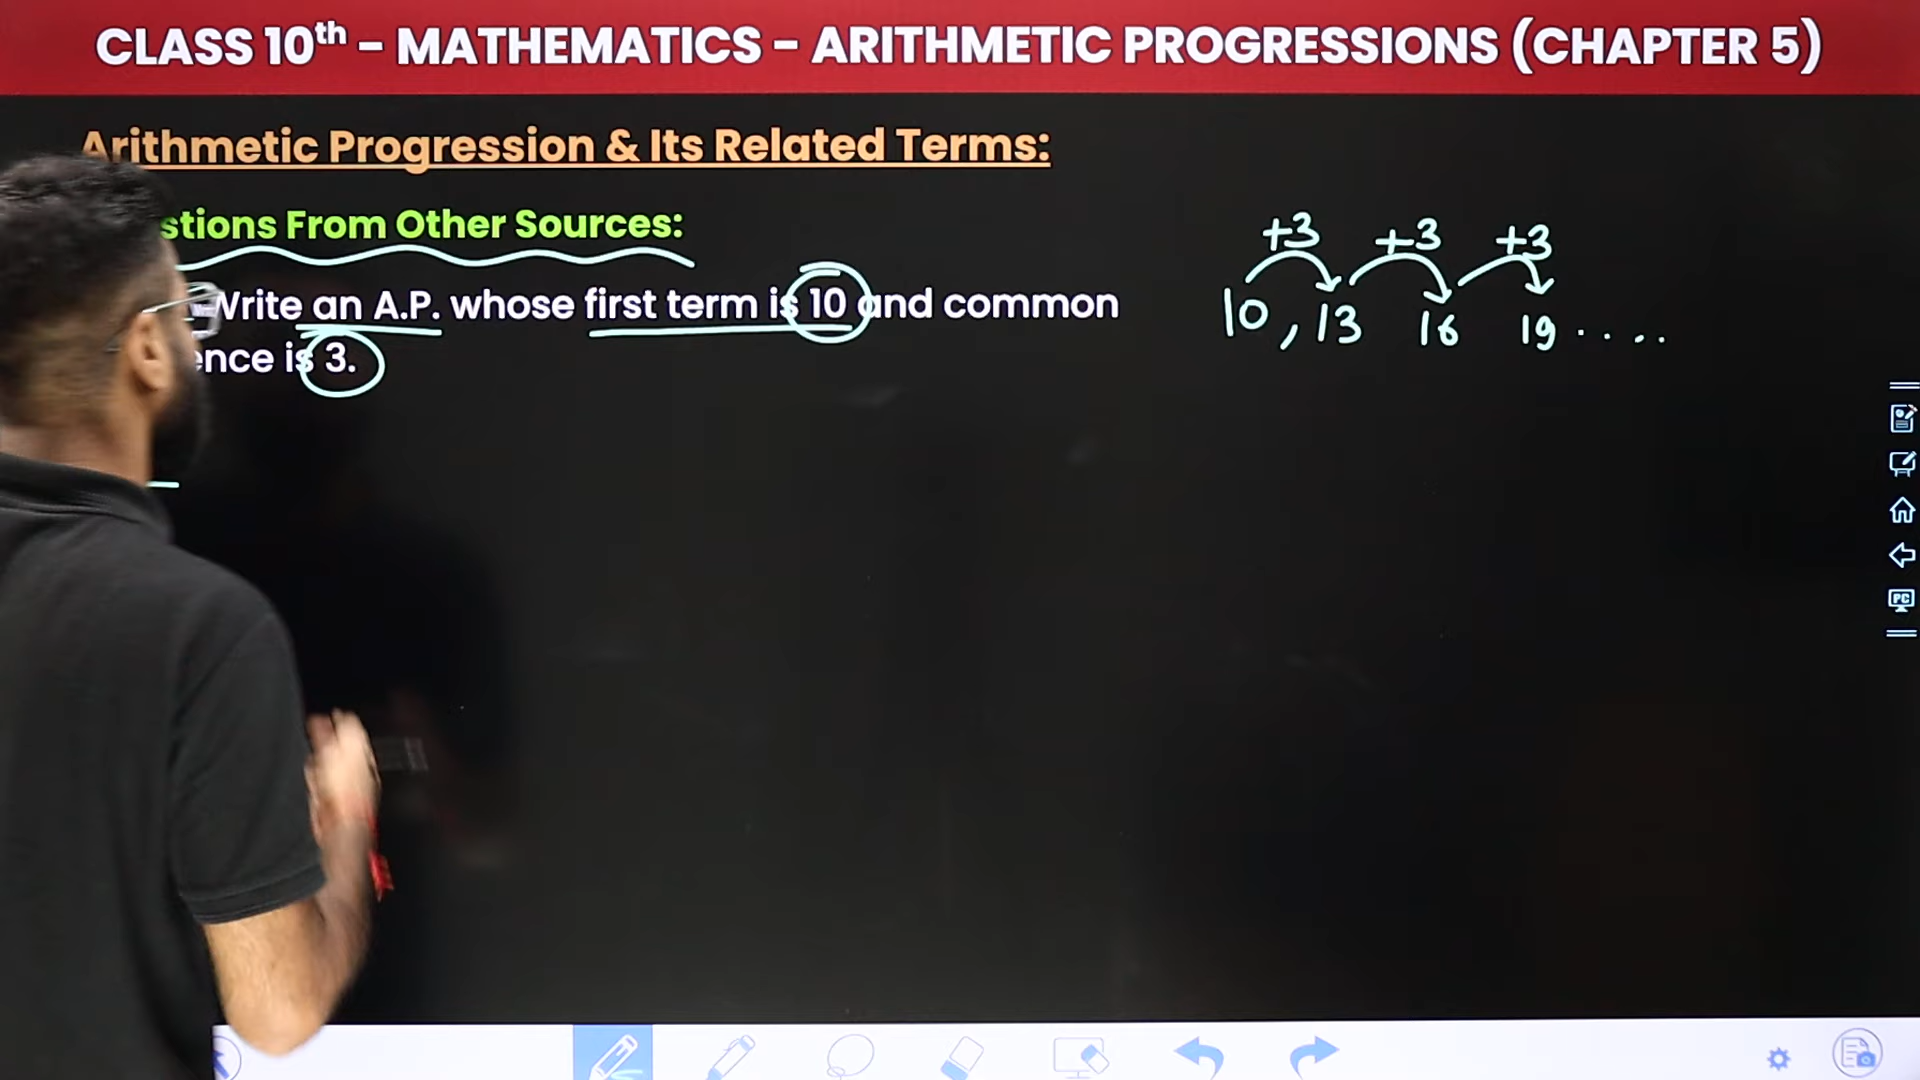 CLASS 10th – MATHEMATICS – ARITHMETIC PROGRESSIONS (CHAPTER 5)
Arithmetic Progression & Its Related Terms:
stions From Other Sources:
Write an A.P. whose first term is 10 and common
ence is 3.
+3 +3 +3
10, 13 16 19 .....
PC